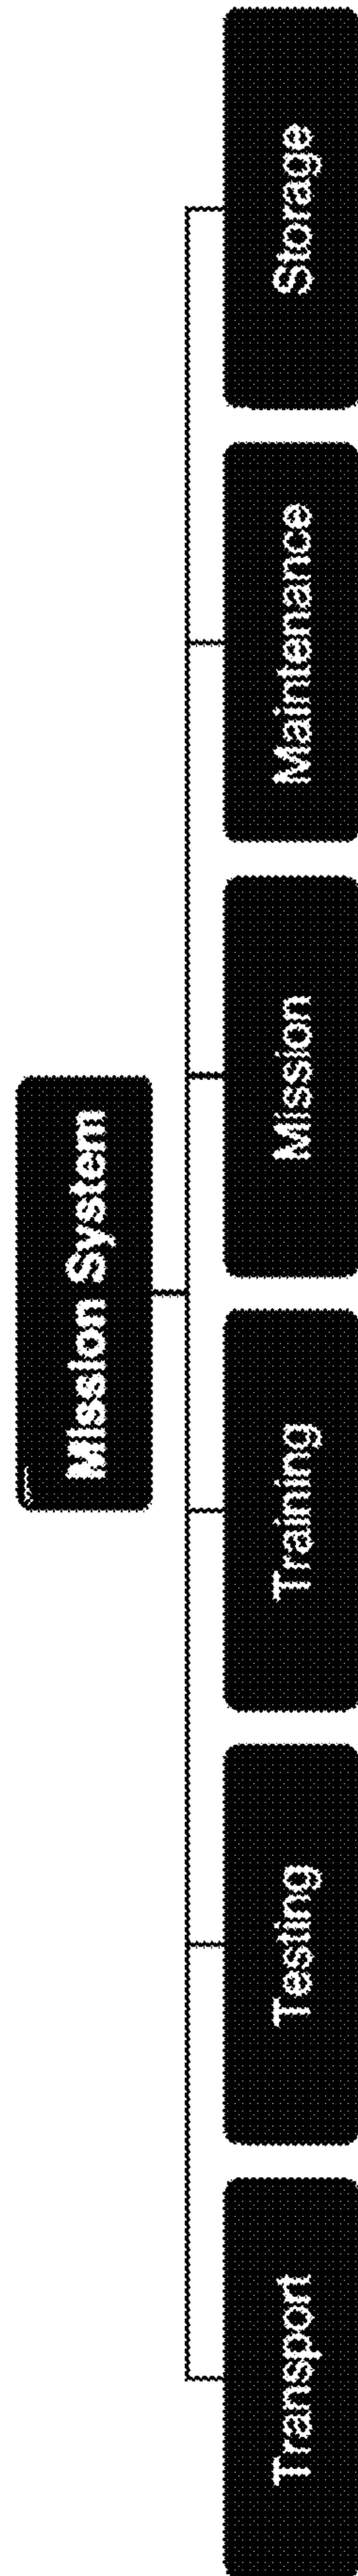 Mission System
Transport
Testing
Training
Mission
Maintenance
Storage